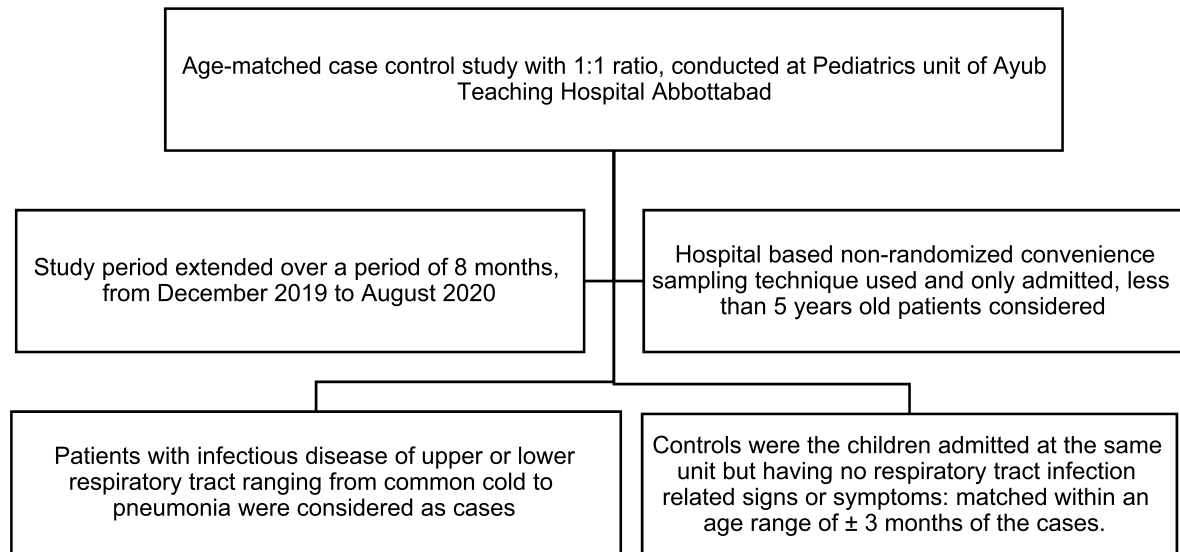 Age-matched case control study with 1:1 ratio, conducted at Pediatrics unit of Ayub
Teaching Hospital Abbottabad
Study period extended over a period of 8 months,
from December 2019 to August 2020
Hospital based non-randomized convenience
sampling technique used and only admitted, less
than 5 years old patients considered
Patients with infectious disease of upper or lower
respiratory tract ranging from common cold to
pneumonia were considered as cases
Controls were the children admitted at the same
unit but having no respiratory tract infection
related signs or symptoms: matched within an
age range of ± 3 months of the cases.